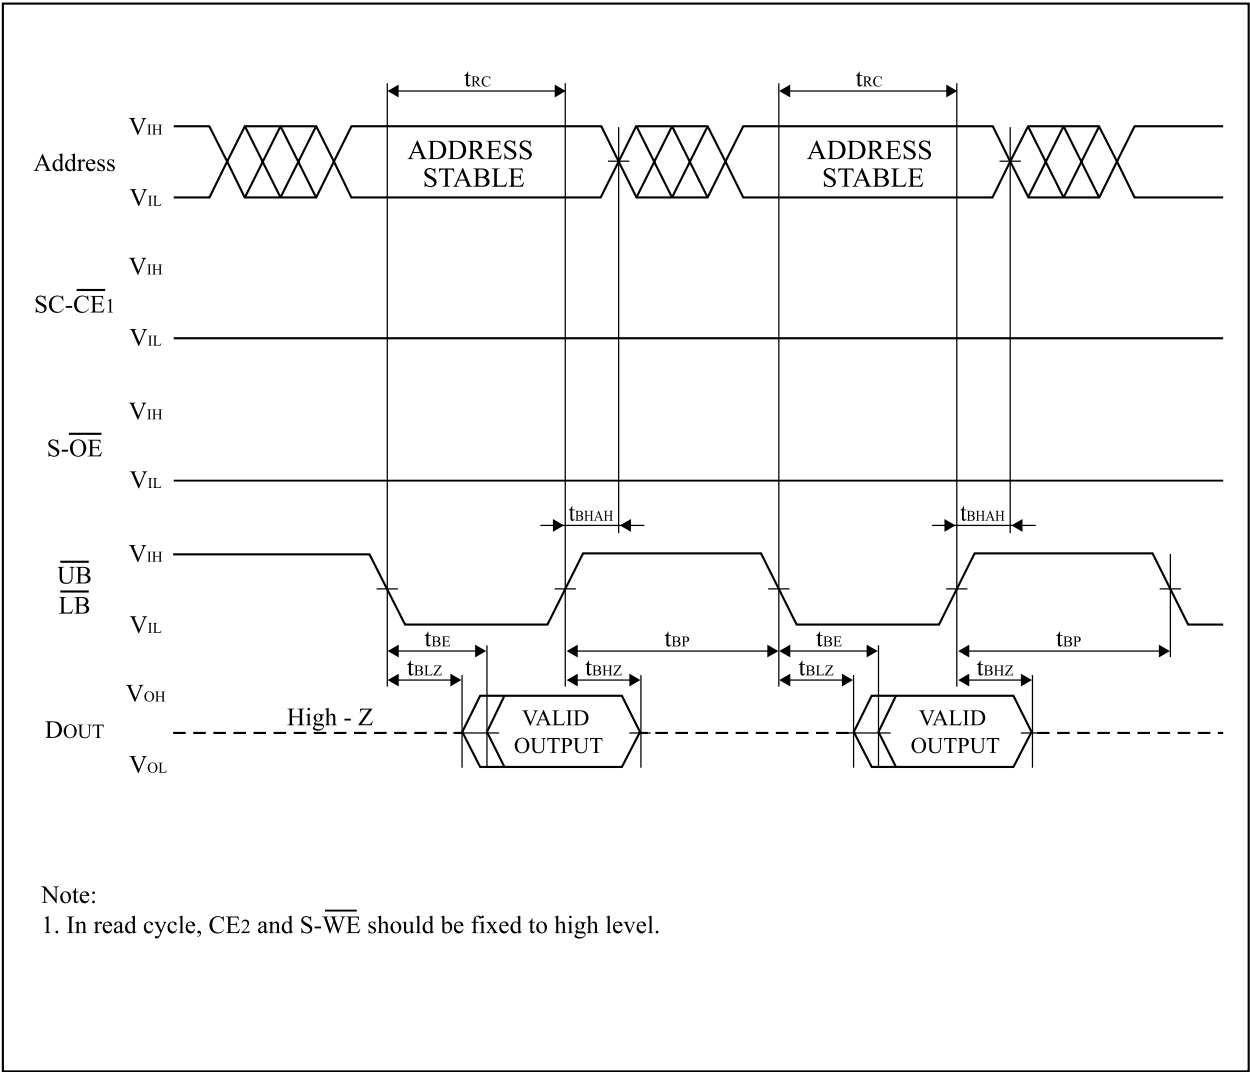 tRC tRC
VIH
Address ADDRESS STABLE ADDRESS STABLE
VIL
VIH
SC-CE1
VIL
VIH
S-OE
VIL
tBHAH tBHAH
VIH
UB
LB
VIL
tBE tBP tBE tBP
tBLZ tBHZ tBLZ tBHZ
VOH
High - Z VALID OUTPUT VALID OUTPUT
DOUT
VOL
Note:
1. In read cycle, CE2 and S-WE should be fixed to high level.